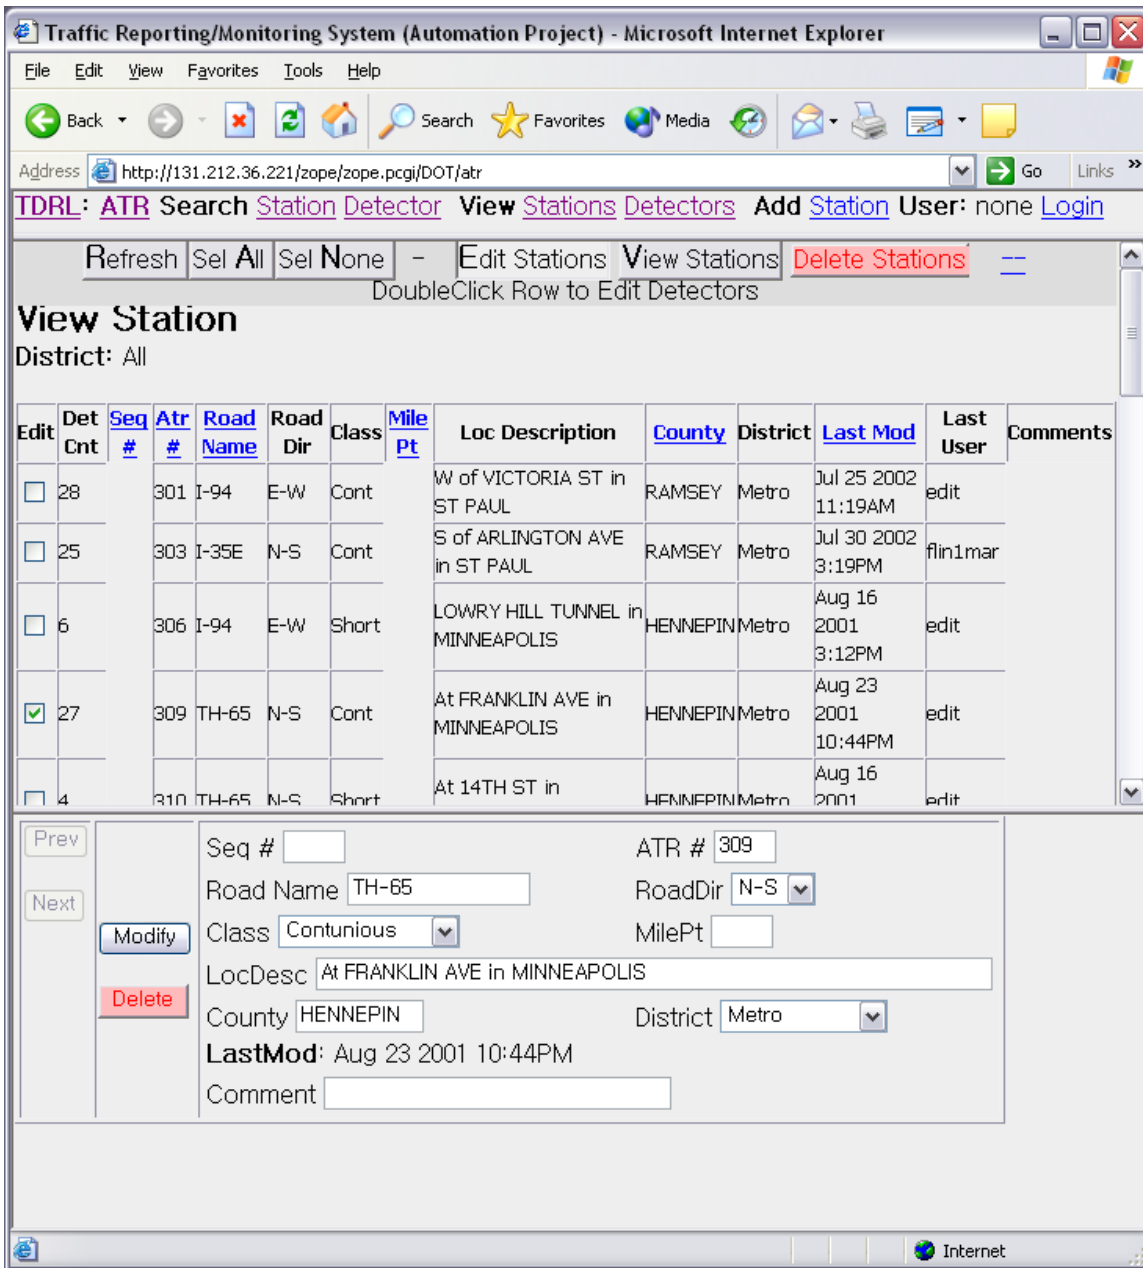 Traffic Reporting/Monitoring System (Automation Project) - Microsoft Internet Explorer
File Edit View Favorites Tools Help
Back Search Favorites Media
Address http://131.212.36.221/zope/zope.pcgi/DOT/atr Go Links »
TDRL: ATR Search Station Detector View Stations Detectors Add Station User: none Login
Refresh Sel All Sel None - Edit Stations View Stations Delete Stations --
DoubleClick Row to Edit Detectors
View Station
District: All
Edit Det Cnt Seq # Atr # Road Name Road Dir Class Mile Pt Loc Description County District Last Mod Last User Comments
28 301 I-94 E-W Cont W of VICTORIA ST in ST PAUL RAMSEY Metro Jul 25 2002 11:19AM edit
25 303 I-35E N-S Cont S of ARLINGTON AVE in ST PAUL RAMSEY Metro Jul 30 2002 3:19PM flin1mar
6 306 I-94 E-W Short LOWRY HILL TUNNEL in MINNEAPOLIS HENNEPIN Metro Aug 16 2001 3:12PM edit
27 309 TH-65 N-S Cont At FRANKLIN AVE in MINNEAPOLIS HENNEPIN Metro Aug 23 2001 10:44PM edit
4 310 TH-65 N-S Short At 14TH ST in HENNEPIN Metro Aug 16 2001 edit
Prev
Next
Modify
Delete
Seq # ATR # 309
Road Name TH-65 RoadDir N-S
Class Contunious MilePt
LocDesc At FRANKLIN AVE in MINNEAPOLIS
County HENNEPIN District Metro
LastMod: Aug 23 2001 10:44PM
Comment
Internet